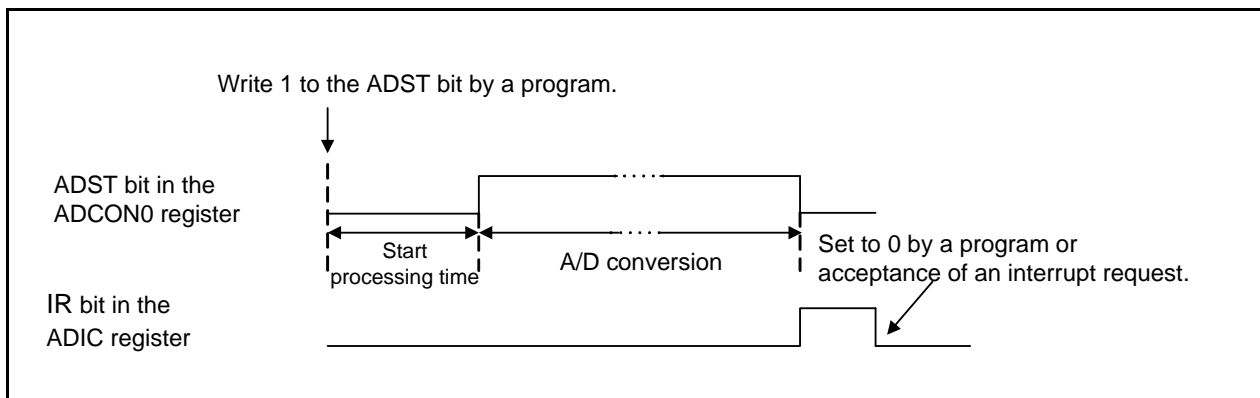 Write 1 to the ADST bit by a program.
ADST bit in the
ADCON0 register
Start
processing time
A/D conversion
Set to 0 by a program or
acceptance of an interrupt request.
IR bit in the
ADIC register